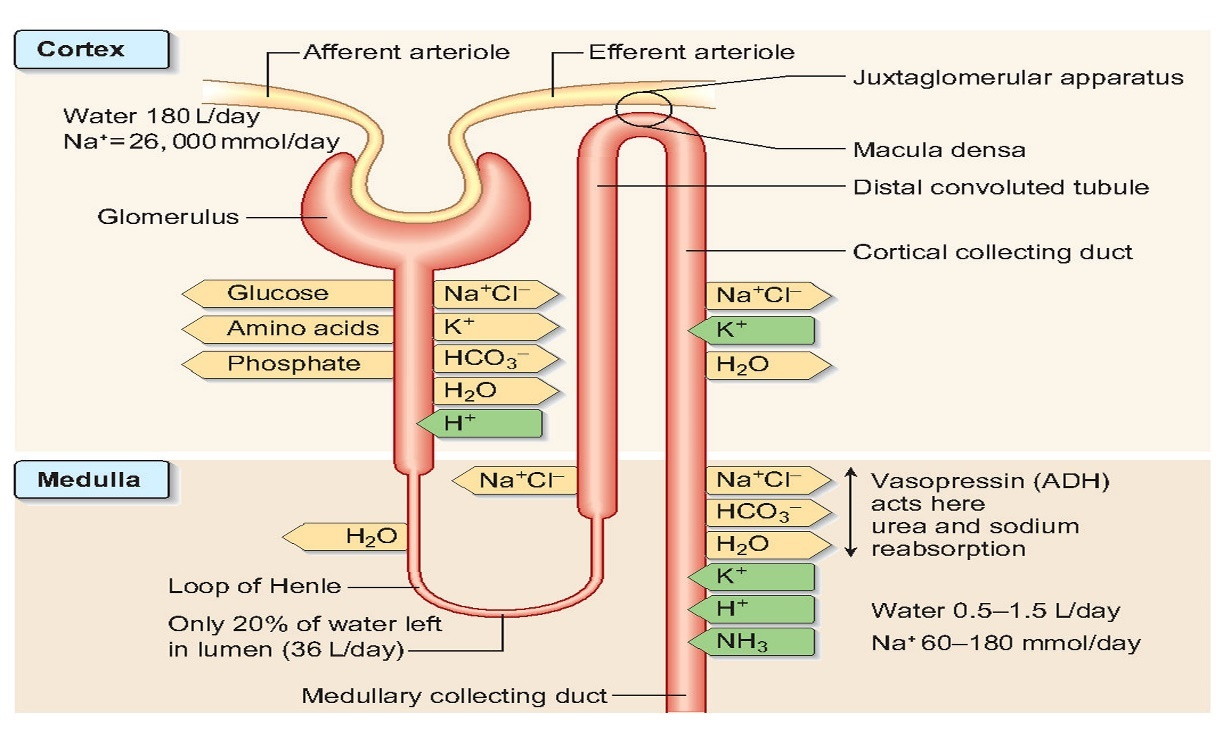 Cortex
Afferent arteriole
Efferent arteriole
Juxtaglomerular apparatus
Water 180 L/day
Na⁺= 26, 000 mmol/day
Macula densa
Distal convoluted tubule
Glomerulus
Cortical collecting duct
Glucose
Na⁺Cl⁻
Na⁺Cl⁻
Amino acids
K⁺
K⁺
Phosphate
HCO₃⁻
H₂O
H₂O
H⁺
Medulla
Na⁺Cl⁻
Na⁺Cl⁻
HCO₃⁻
H₂O
Vasopressin (ADH)
acts here
urea and sodium
reabsorption
H₂O
K⁺
Loop of Henle
H⁺
Water 0.5–1.5 L/day
Only 20% of water left
in lumen (36 L/day)
NH₃
Na⁺ 60–180 mmol/day
Medullary collecting duct